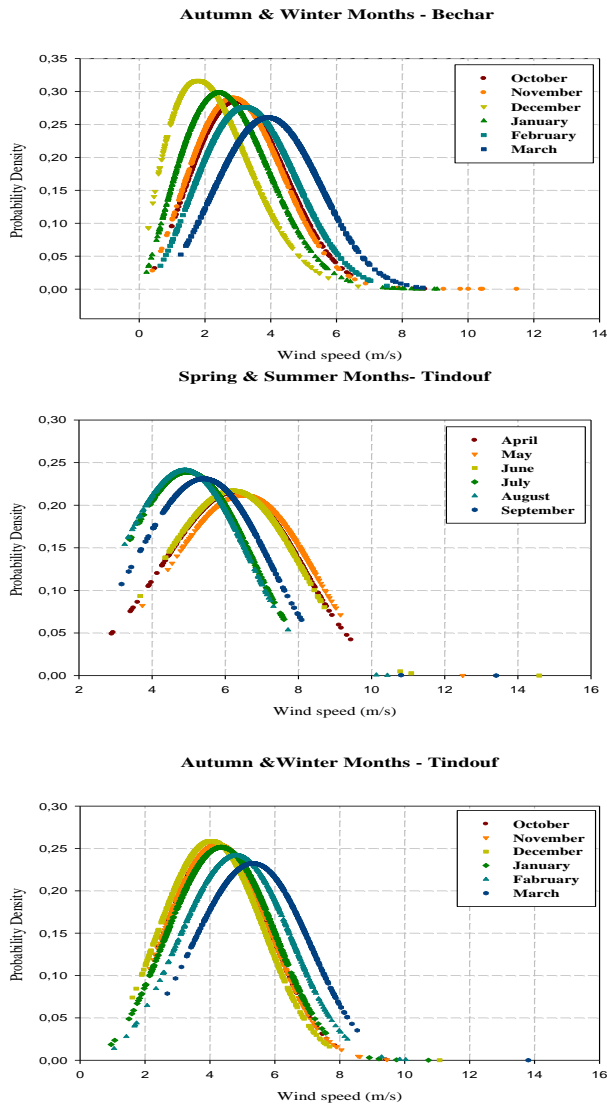 Autumn & Winter Months - Bechar
0,35
0,30
0,25
0,20
0,15
0,10
0,05
0,00
Probability Density
October
November
December
January
February
March
0 2 4 6 8 10 12 14
Wind speed (m/s)
Spring & Summer Months- Tindouf
0,30
0,25
0,20
0,15
0,10
0,05
0,00
Probability Density
April
May
June
July
August
September
2 4 6 8 10 12 14 16
Wind speed (m/s)
Autumn &Winter Months - Tindouf
0,30
0,25
0,20
0,15
0,10
0,05
0,00
Probability Density
October
November
December
January
Fabruary
March
0 2 4 6 8 10 12 14 16
Wind speed (m/s)